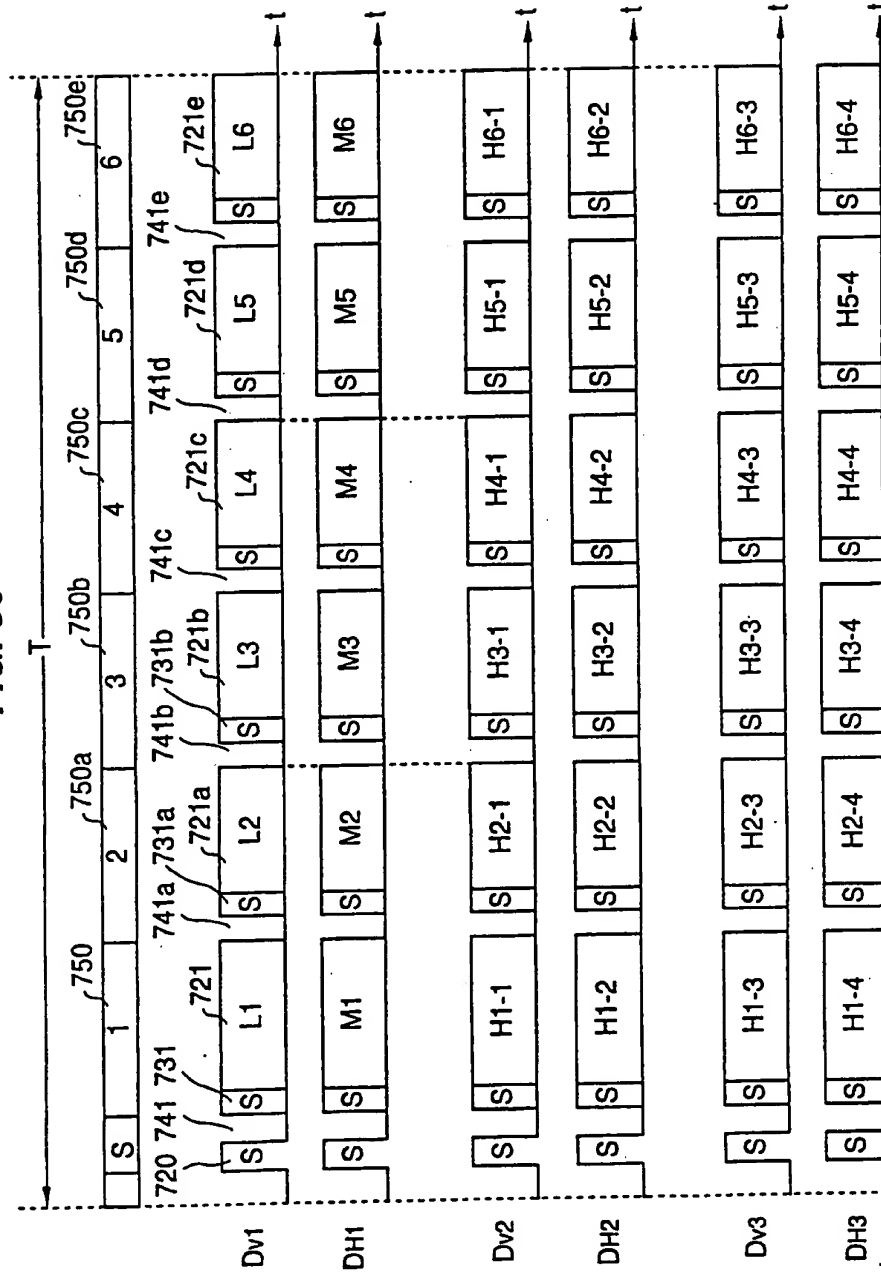 T
750 750a 750b 750c 750d 750e
S 1 2 3 4 5 6
720 741 731 721 741a 731a 721a 741b 731b 721b 741c 721c 741d 721d 741e 721e
Dv1 S S L1 S L2 S L3 S L4 S L5 S L6 t
DH1 S S M1 S M2 S M3 S M4 S M5 S M6 t
Dv2 S S H1-1 S H2-1 S H3-1 S H4-1 S H5-1 S H6-1 t
DH2 S S H1-2 S H2-2 S H3-2 S H4-2 S H5-2 S H6-2 t
Dv3 S S H1-3 S H2-3 S H3-3 S H4-3 S H5-3 S H6-3 t
DH3 S S H1-4 S H2-4 S H3-4 S H4-4 S H5-4 S H6-4 t